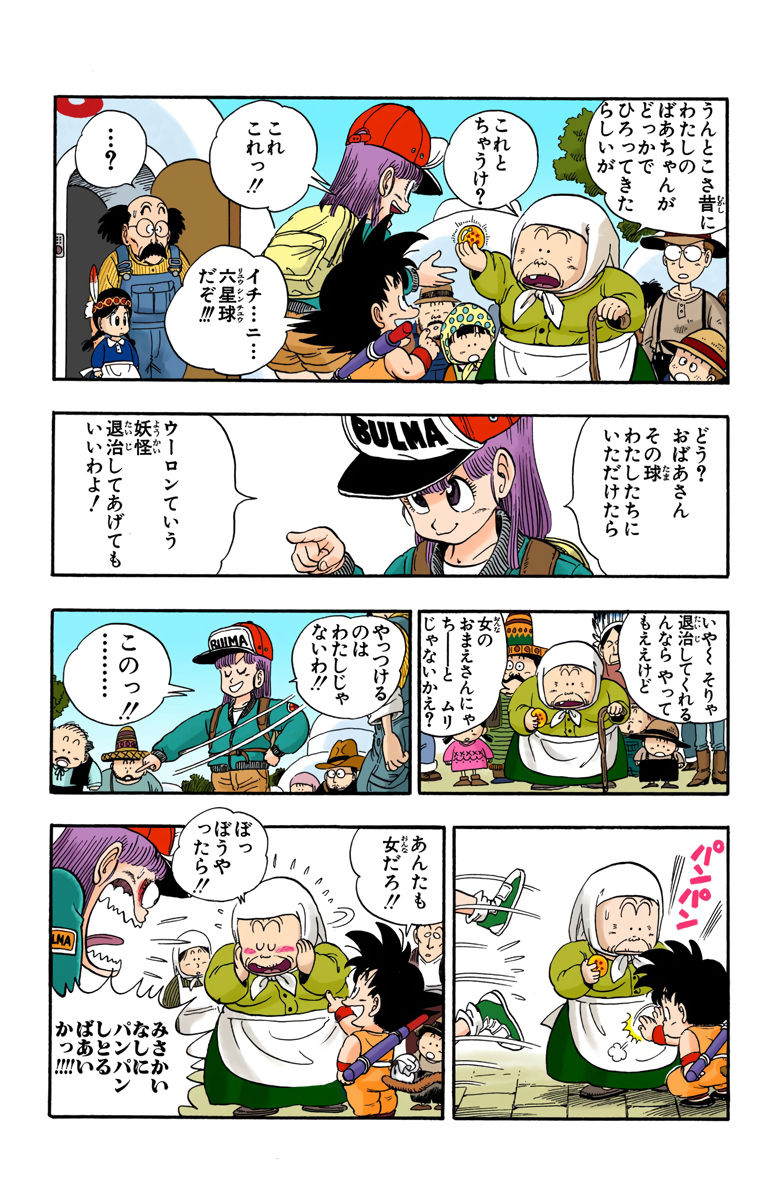 うんとこさ昔に
わたしの
ばあちゃんが
どっかで
ひろってきた
らしいが
これと
ちゃうけ?
これ
これっ!!
イチ…ニ…
六星球
だぞ!!!
…?
どう?
おばあさん
その球
わたしたちに
いただけたら
BULMA
ウーロンていう
妖怪
退治してあげても
いいわよ!
いや〜 そりゃ
退治してくれる
んなら やって
もええけど
女の
おまえさんにゃ
ち———と ムリ
じゃないかえ?
やっつける
のは
わたしじゃ
ないわ!!
BULMA
このっ!!
………
パンパン
パン
あんたも
女だろ!!
ぼっ
ぼうや
ったら!!
LMA
みさかい
なしに
パンパン
しとる
ばあい
かっ!!!!